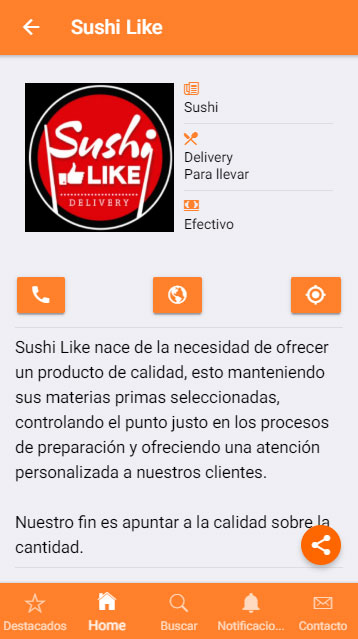 Sushi Like
Sushi
LIKE
DELIVERY
Sushi
Delivery
Para llevar
Efectivo
Sushi Like nace de la necesidad de ofrecer
un producto de calidad, esto manteniendo
sus materias primas seleccionadas,
controlando el punto justo en los procesos
de preparación y ofreciendo una atención
personalizada a nuestros clientes.
Nuestro fin es apuntar a la calidad sobre la
cantidad.
Destacados
Home
Buscar
Notificacio...
Contacto